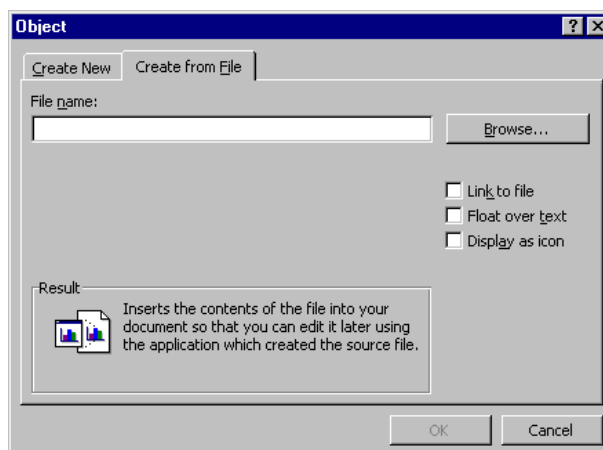 Object
Create New
Create from File
File name:
Browse...
Link to file
Float over text
Display as icon
Result
Inserts the contents of the file into your
document so that you can edit it later using
the application which created the source file.
OK
Cancel